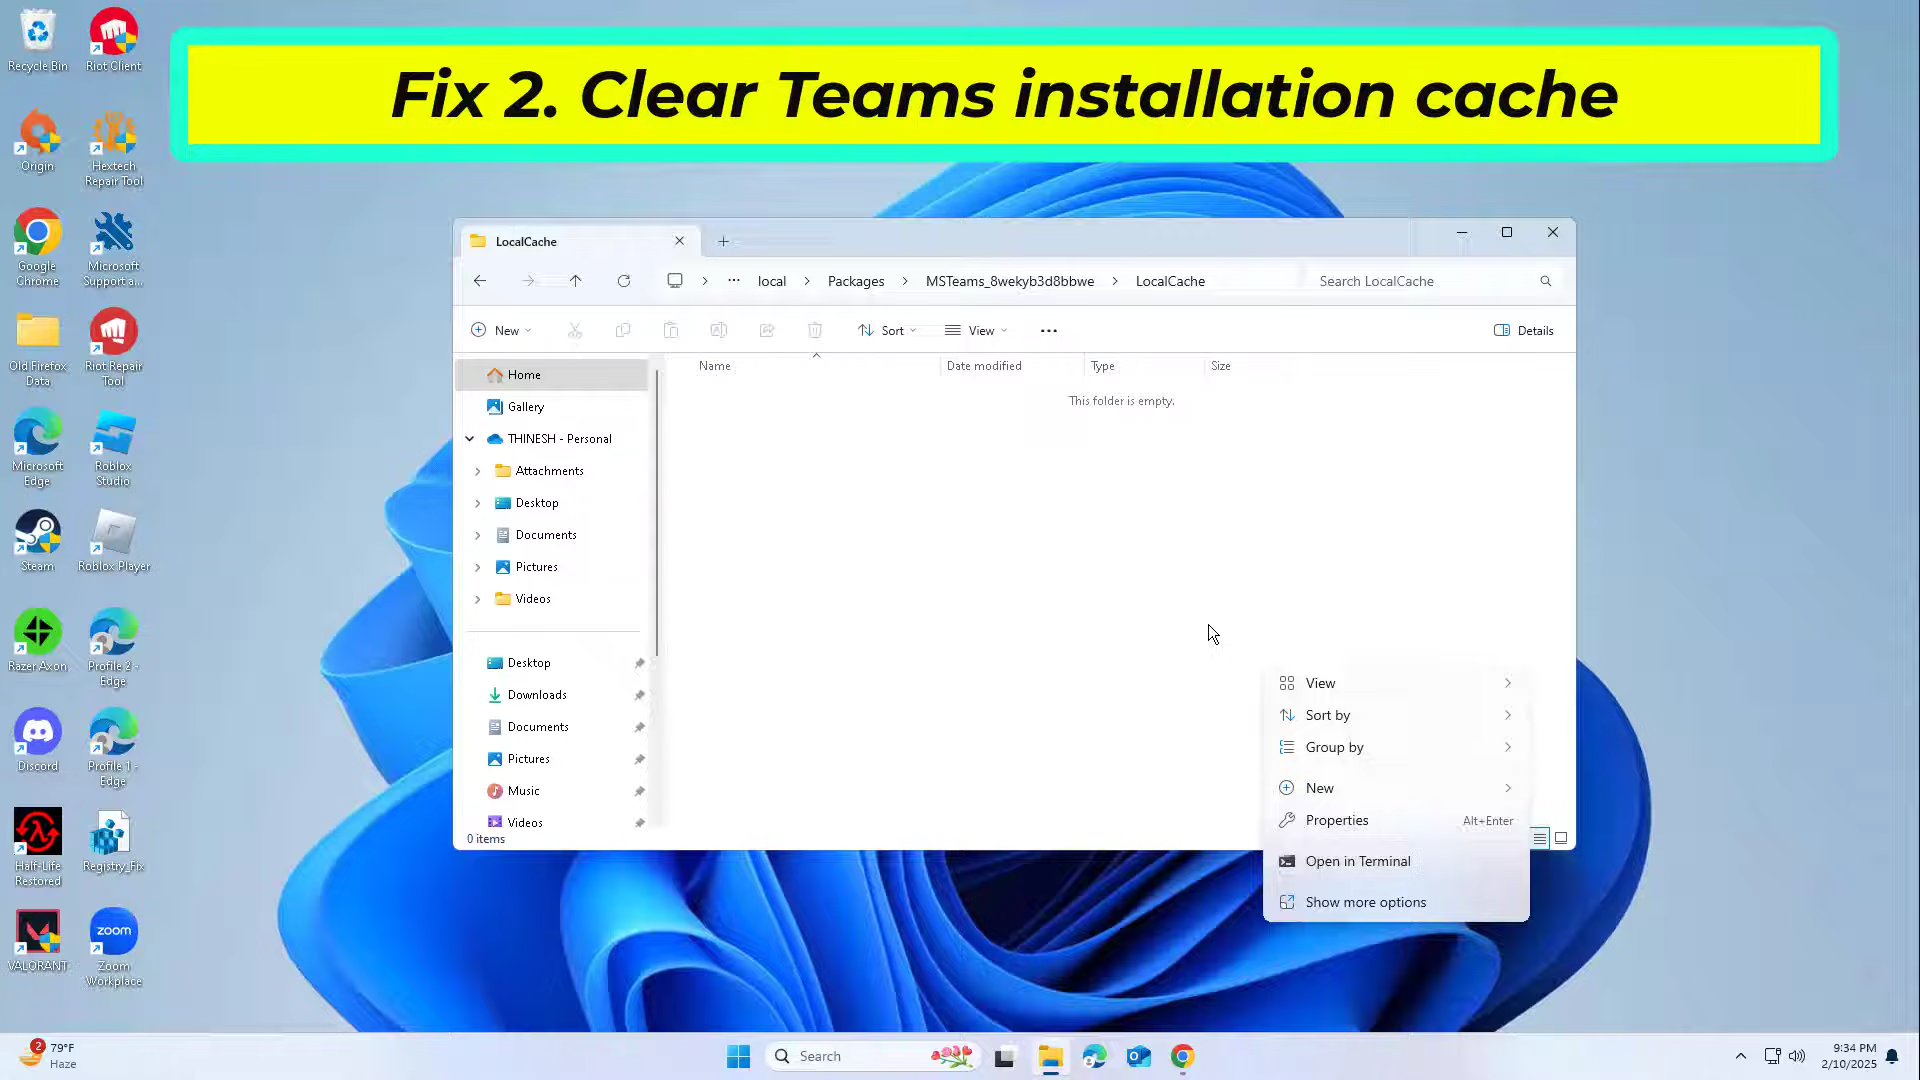 Fix 2. Clear Teams installation cache
Recycle Bin
Riot Client
Origin
Hextech
Repair Tool
Google
Chrome
Microsoft
Support a...
Old Firefox
Data
Riot Repair
Tool
Microsoft
Edge
Roblox
Studio
Steam
Roblox Player
Razer Axon
Profile 2 -
Edge
Discord
Profile 1 -
Edge
Half-Life
Restored
Registry_Fix
VALORANT
zoom
Zoom
Workplace
LocalCache
local
Packages
MSTeams_8wekyb3d8bbwe
LocalCache
Search LocalCache
New
Sort
View
Details
Name
Date modified
Type
Size
This folder is empty.
Home
Gallery
THINESH - Personal
Attachments
Desktop
Documents
Pictures
Videos
Desktop
Downloads
Documents
Pictures
Music
Videos
0 items
View
Sort by
Group by
New
Properties Alt+Enter
Open in Terminal
Show more options
2
79°F
Haze
Search
9:34 PM
2/10/2025